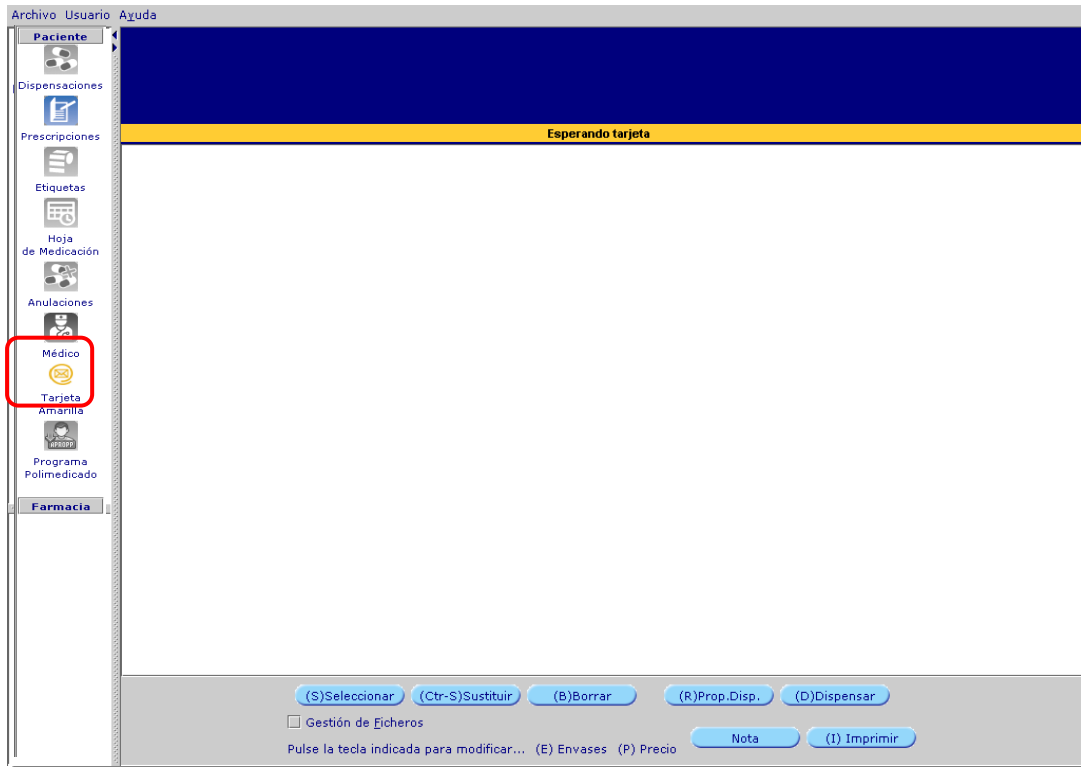 Archivo Usuario Ayuda
Paciente
Dispensaciones
Prescripciones
Etiquetas
Hoja
de Medicación
Anulaciones
Médico
Tarjeta
Amarilla
APROPP
Programa
Polimedicado
Farmacia
Esperando tarjeta
(S)Seleccionar (Ctr-S)Sustituir (B)Borrar (R)Prop.Disp. (D)Dispensar
Gestión de Ficheros
Pulse la tecla indicada para modificar... (E) Envases (P) Precio Nota (I) Imprimir